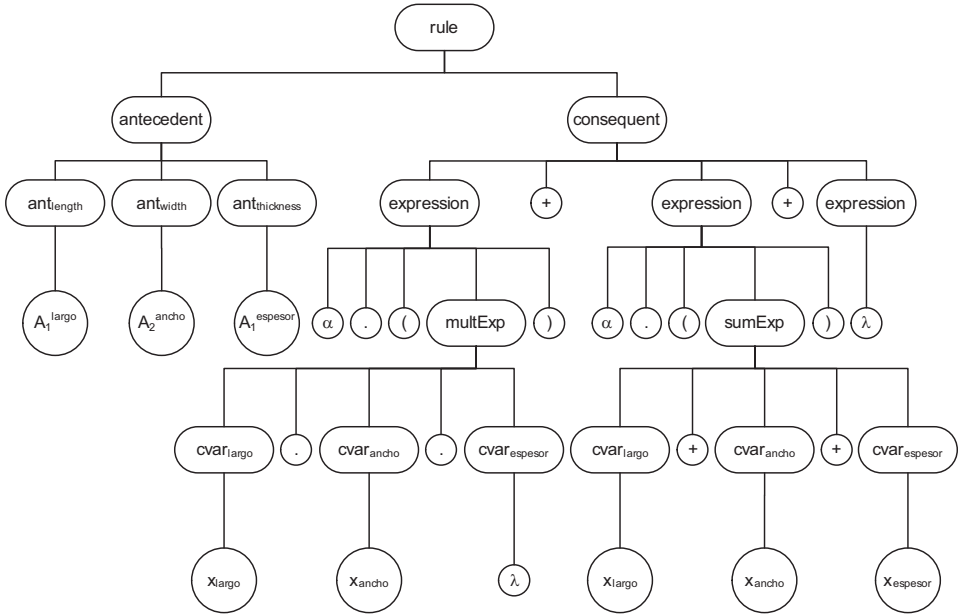 rule
antecedent consequent
antlength antwidth antthickness expression + expression + expression
A1largo A2ancho A1espesor α . ( multExp ) α . ( sumExp ) λ
cvarlargo . cvarancho . cvarespesor cvarlargo + cvarancho + cvarespesor
xlargo xancho λ xlargo xancho xespesor